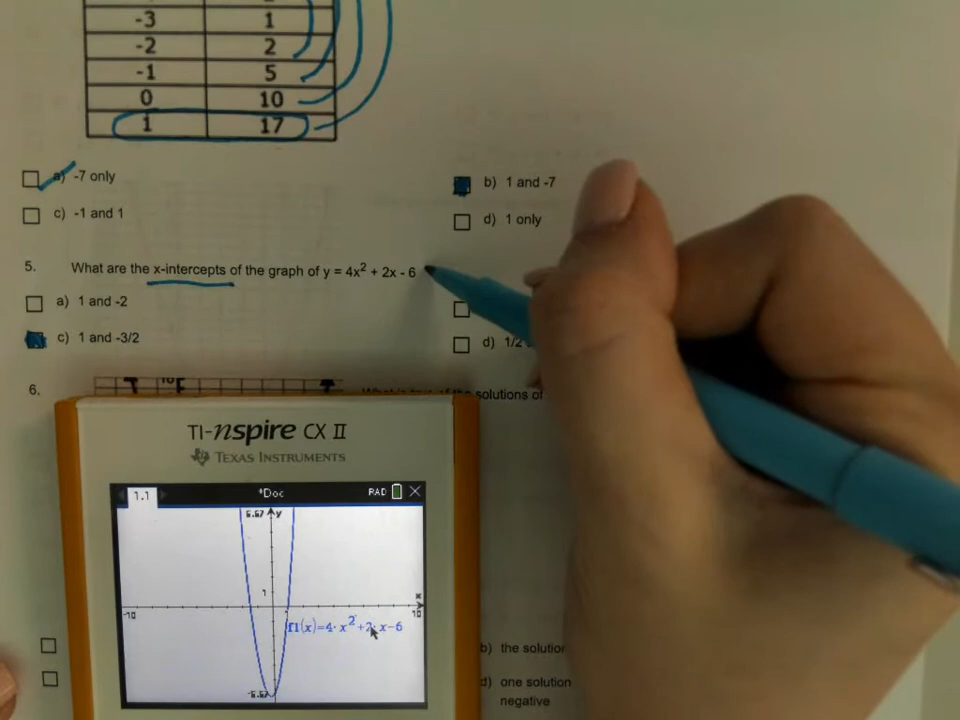 -3 1
-2 2
-1 5
0 10
1 17
a) -7 only
b) 1 and -7
c) -1 and 1
d) 1 only
5. What are the x-intercepts of the graph of y = 4x² + 2x - 6
a) 1 and -2
c) 1 and -3/2
d) 1/2
6.
solutions of
TI-nspire CX II
TEXAS INSTRUMENTS
1.1 *Doc RAD
6.67 y
1
x
-10 10
f1(x)=4·x²+2·x-6
-6.67
b) the solution
d) one solution
negative